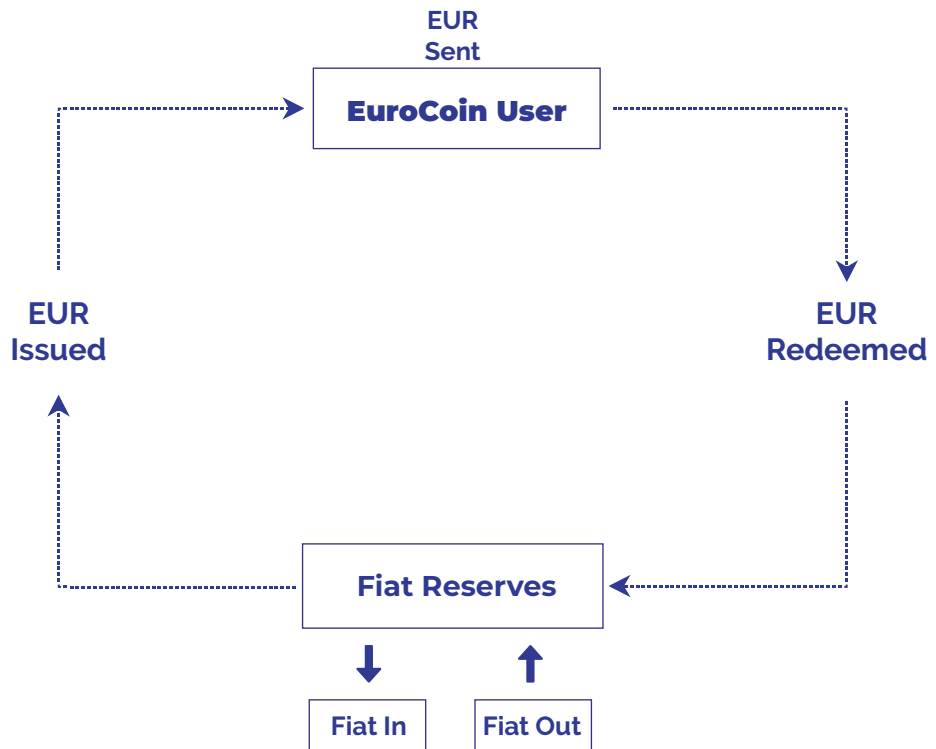 EUR
Sent
EuroCoin User
EUR
Issued
EUR
Redeemed
Fiat Reserves
Fiat In
Fiat Out